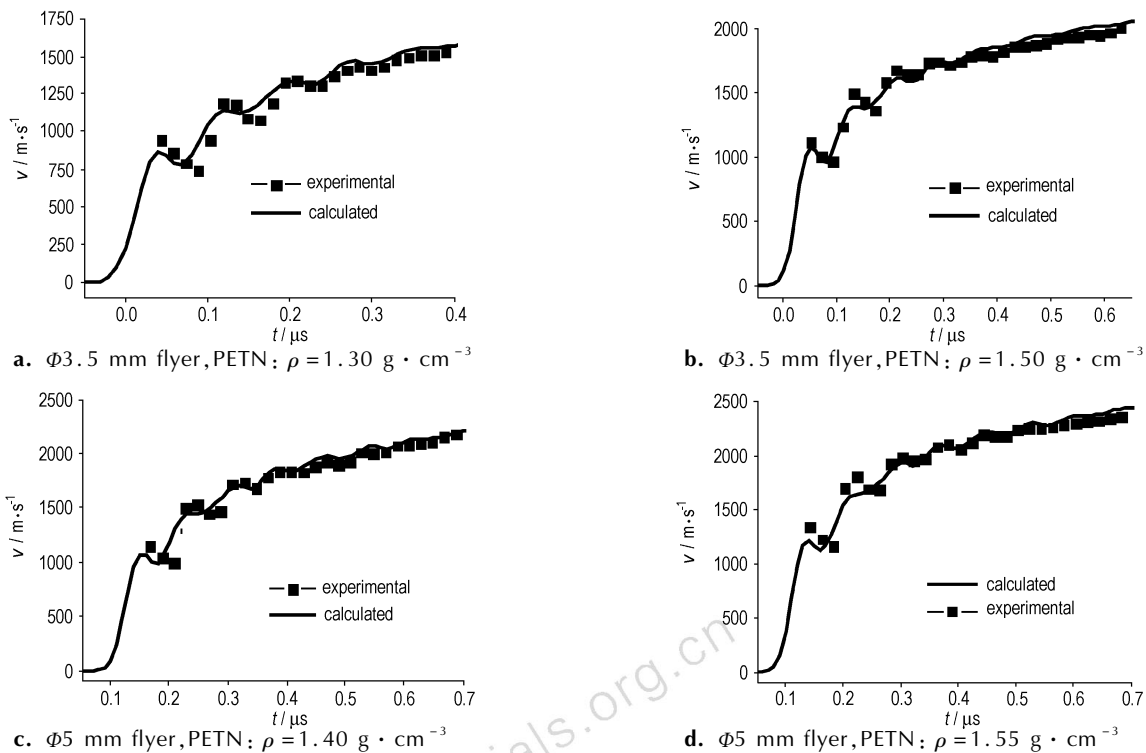 1750
1500
1250
1000
750
500
250
0
v / m·s⁻¹
experimental
calculated
0.0 0.1 0.2 0.3 0.4
t / μs
a. Φ3.5 mm flyer,PETN: ρ=1.30 g · cm⁻³
2000
1500
1000
500
0
v / m·s⁻¹
experimental
calculated
0.0 0.1 0.2 0.3 0.4 0.5 0.6
t / μs
b. Φ3.5 mm flyer,PETN: ρ=1.50 g · cm⁻³
2500
2000
1500
1000
500
0
v / m·s⁻¹
experimental
calculated
0.1 0.2 0.3 0.4 0.5 0.6 0.7
t / μs
c. Φ5 mm flyer,PETN: ρ=1.40 g · cm⁻³
2500
2000
1500
1000
500
0
v / m·s⁻¹
calculated
experimental
0.1 0.2 0.3 0.4 0.5 0.6 0.7
t / μs
d. Φ5 mm flyer,PETN: ρ=1.55 g · cm⁻³
ials.org.cn